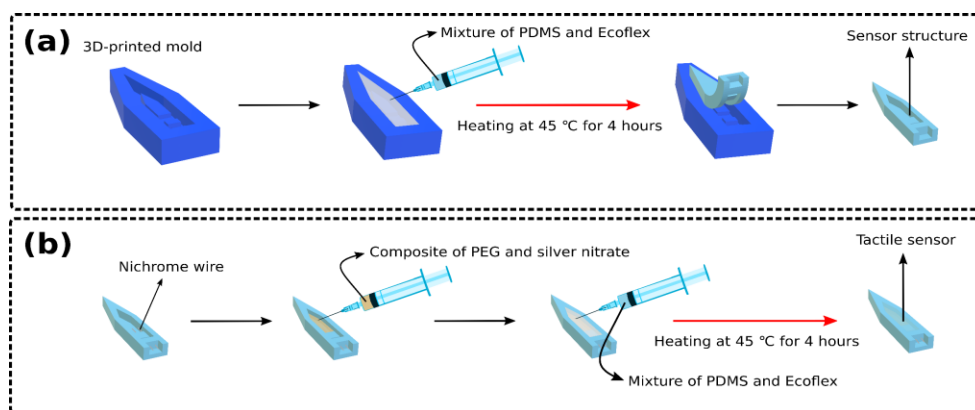 (a)
3D-printed mold
Mixture of PDMS and Ecoflex
Heating at 45 ℃ for 4 hours
Sensor structure
(b)
Nichrome wire
Composite of PEG and silver nitrate
Mixture of PDMS and Ecoflex
Heating at 45 ℃ for 4 hours
Tactile sensor